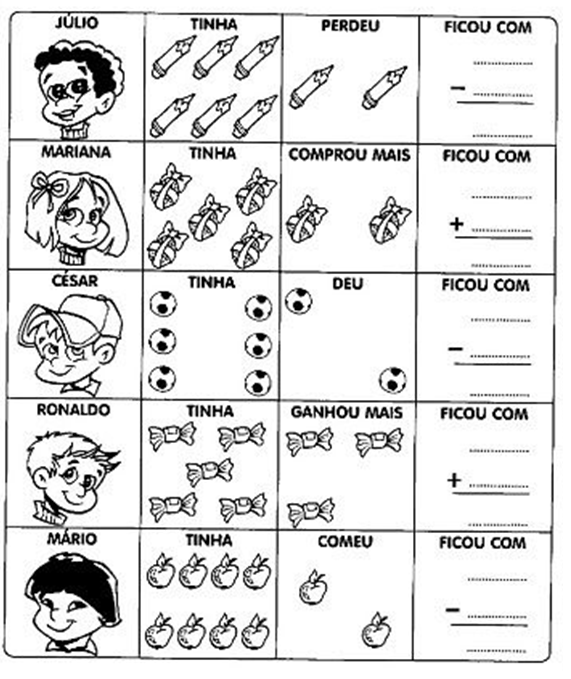 JÚLIO TINHA PERDEU FICOU COM
−
MARIANA TINHA COMPROU MAIS FICOU COM
+
CÉSAR TINHA DEU FICOU COM
−
RONALDO TINHA GANHOU MAIS FICOU COM
+
MÁRIO TINHA COMEU FICOU COM
−